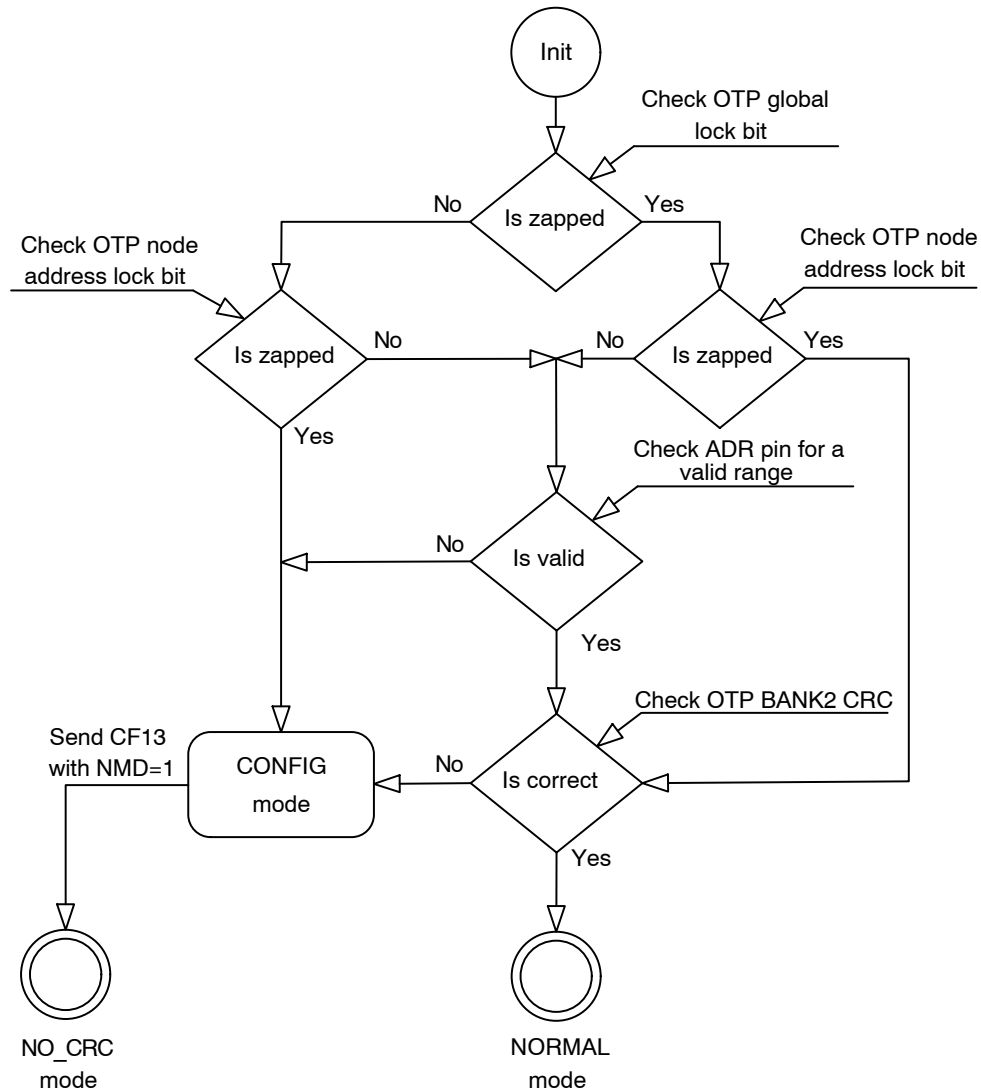 Init
Check OTP global
lock bit
No
Is zapped
Yes
Check OTP node
address lock bit
Check OTP node
address lock bit
Is zapped
No
No
Is zapped
Yes
Yes
Check ADR pin for a
valid range
No
Is valid
Yes
Check OTP BANK2 CRC
Send CF13
with NMD=1
CONFIG
mode
No
Is correct
Yes
NO_CRC
mode
NORMAL
mode